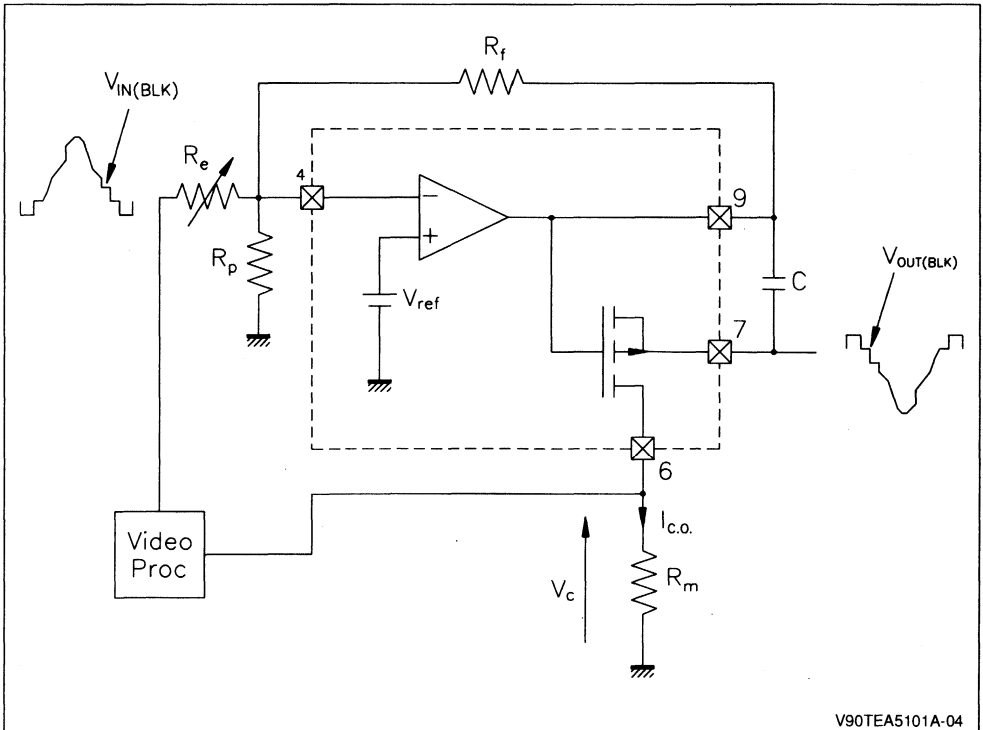 R_f
V_IN(BLK)
R_e
4
9
−
+
R_p
V_ref
C
V_OUT(BLK)
7
6
I_c.o.
Video
Proc
V_c
R_m
V90TEA5101A-04